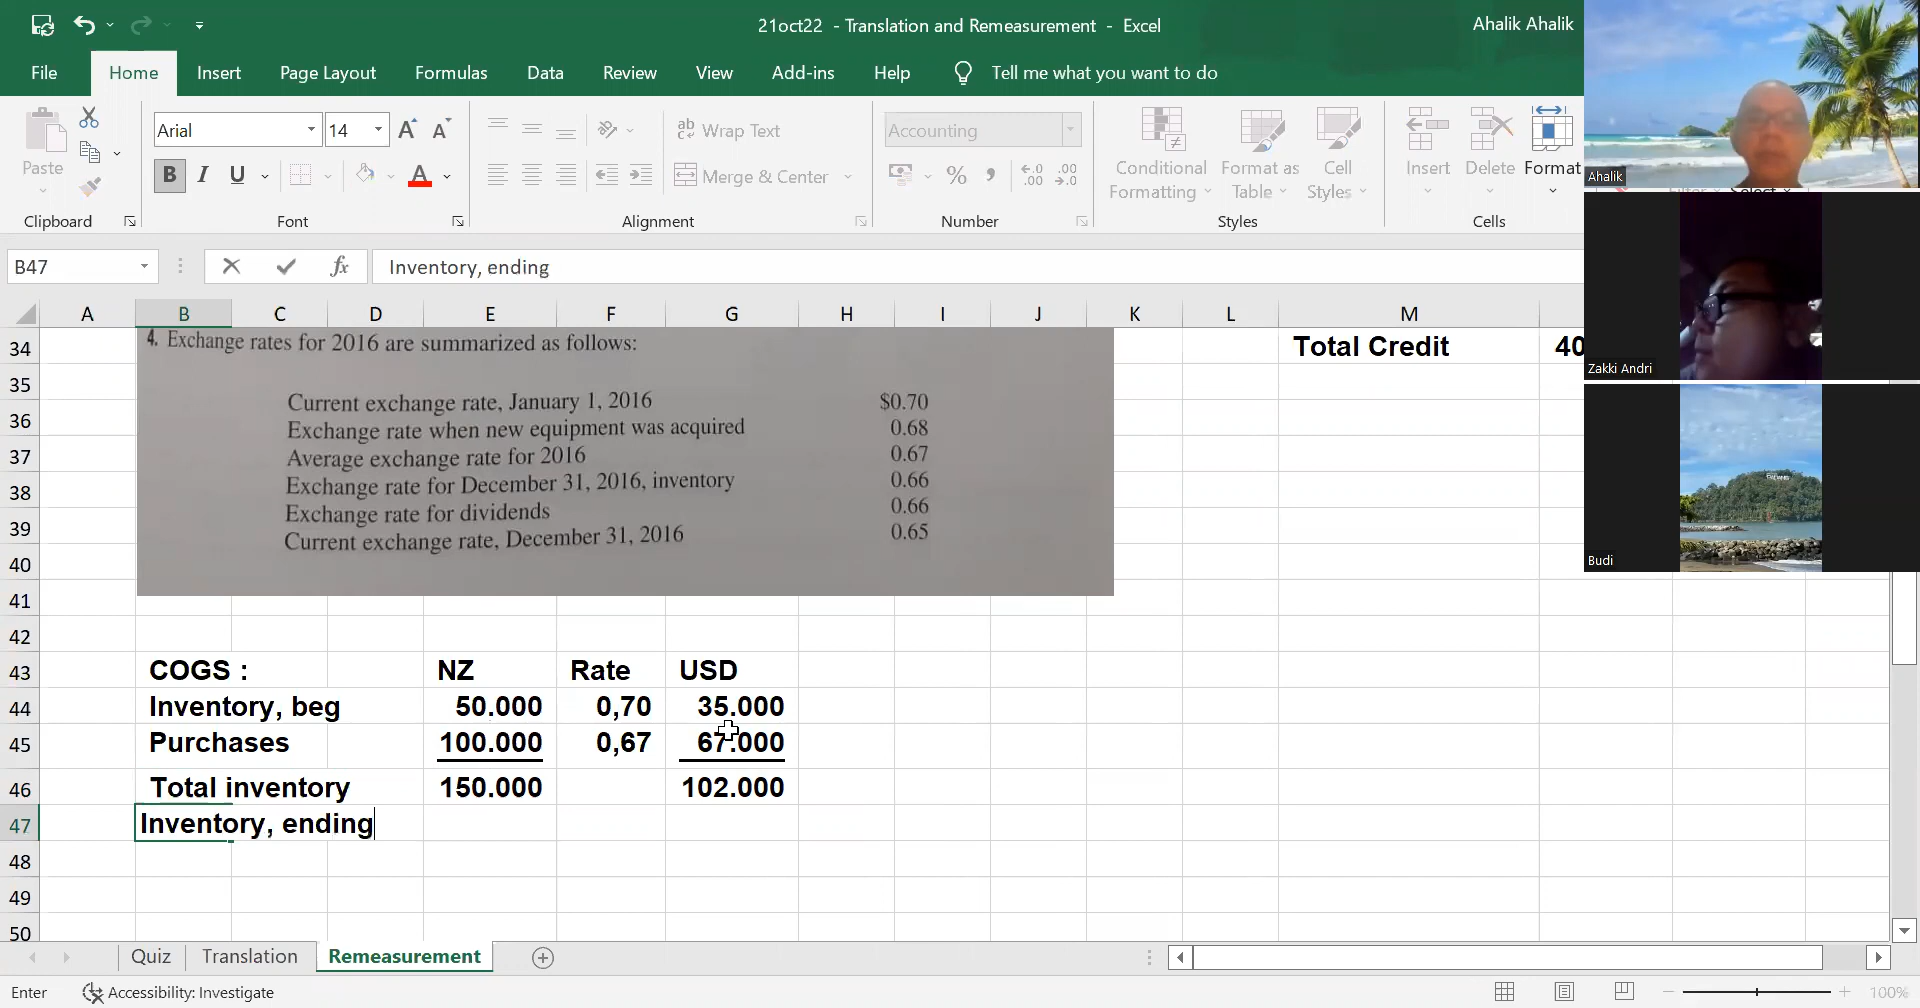 21oct22 - Translation and Remeasurement - Excel
Ahalik Ahalik
File Home Insert Page Layout Formulas Data Review View Add-ins Help Tell me what you want to do
Paste
Clipboard
Arial 14
Font
Wrap Text
Merge & Center
Alignment
Accounting
Number
Conditional Formatting
Format as Table
Cell Styles
Styles
Insert
Delete
Format
Cells
B47
Inventory, ending
A B C D E F G H I J K L M
34
35
36
37
38
39
40
41
42
43
44
45
46
47
48
49
50
4. Exchange rates for 2016 are summarized as follows:
Current exchange rate, January 1, 2016 $0.70
Exchange rate when new equipment was acquired 0.68
Average exchange rate for 2016 0.67
Exchange rate for December 31, 2016, inventory 0.66
Exchange rate for dividends 0.66
Current exchange rate, December 31, 2016 0.65
Total Credit 40
COGS : NZ Rate USD
Inventory, beg 50.000 0,70 35.000
Purchases 100.000 0,67 67.000
Total inventory 150.000 102.000
Inventory, ending
Ahalik
Zakki Andri
Budi
Quiz Translation Remeasurement
Enter Accessibility: Investigate 100%